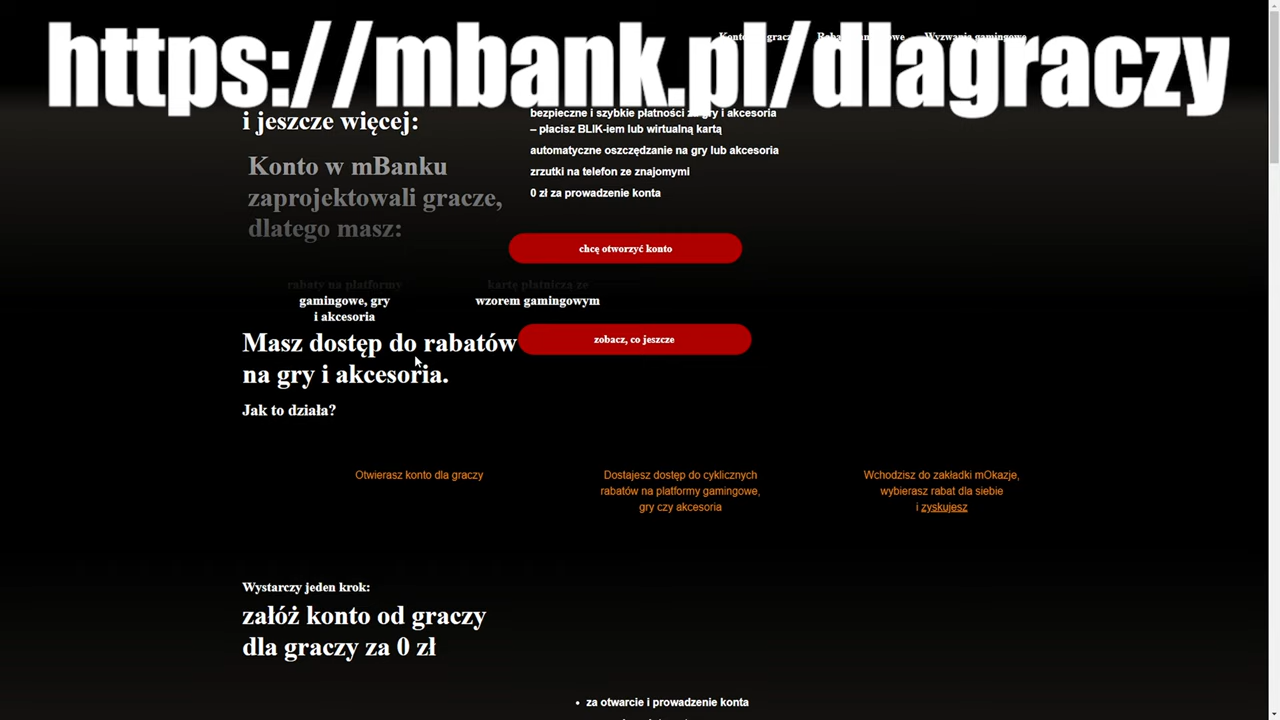 https://mbank.pl/dlagraczy
i jeszcze więcej:
Konto w mBanku
zaprojektowali gracze,
dlatego masz:
bezpieczne i szybkie płatności za gry i akcesoria
– płacisz BLIK-iem lub wirtualną kartą
automatyczne oszczędzanie na gry lub akcesoria
zrzutki na telefon ze znajomymi
0 zł za prowadzenie konta
chcę otworzyć konto
rabaty na platformy
gamingowe, gry
i akcesoria
kartę płatniczą ze
wzorem gamingowym
Masz dostęp do rabatów
na gry i akcesoria.
zobacz, co jeszcze
Jak to działa?
Otwierasz konto dla graczy
Dostajesz dostęp do cyklicznych
rabatów na platformy gamingowe,
gry czy akcesoria
Wchodzisz do zakładki mOkazje,
wybierasz rabat dla siebie
i zyskujesz
Wystarczy jeden krok:
załóż konto od graczy
dla graczy za 0 zł
• za otwarcie i prowadzenie konta